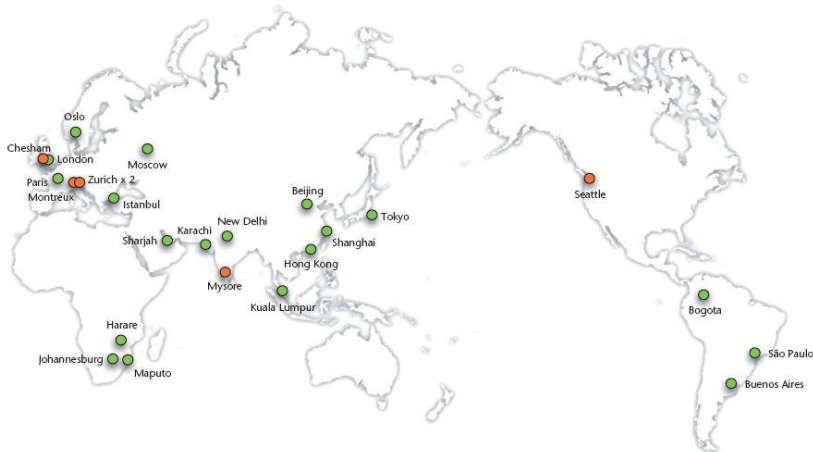 Oslo
Chesham
London
Moscow
Paris
Zurich x 2
Montreux
Istanbul
Beijing
Seattle
Tokyo
New Delhi
Karachi
Sharjah
Shanghai
Hong Kong
Mysore
Kuala Lumpur
Bogota
Harare
Johannesburg
Maputo
São Paulo
Buenos Aires